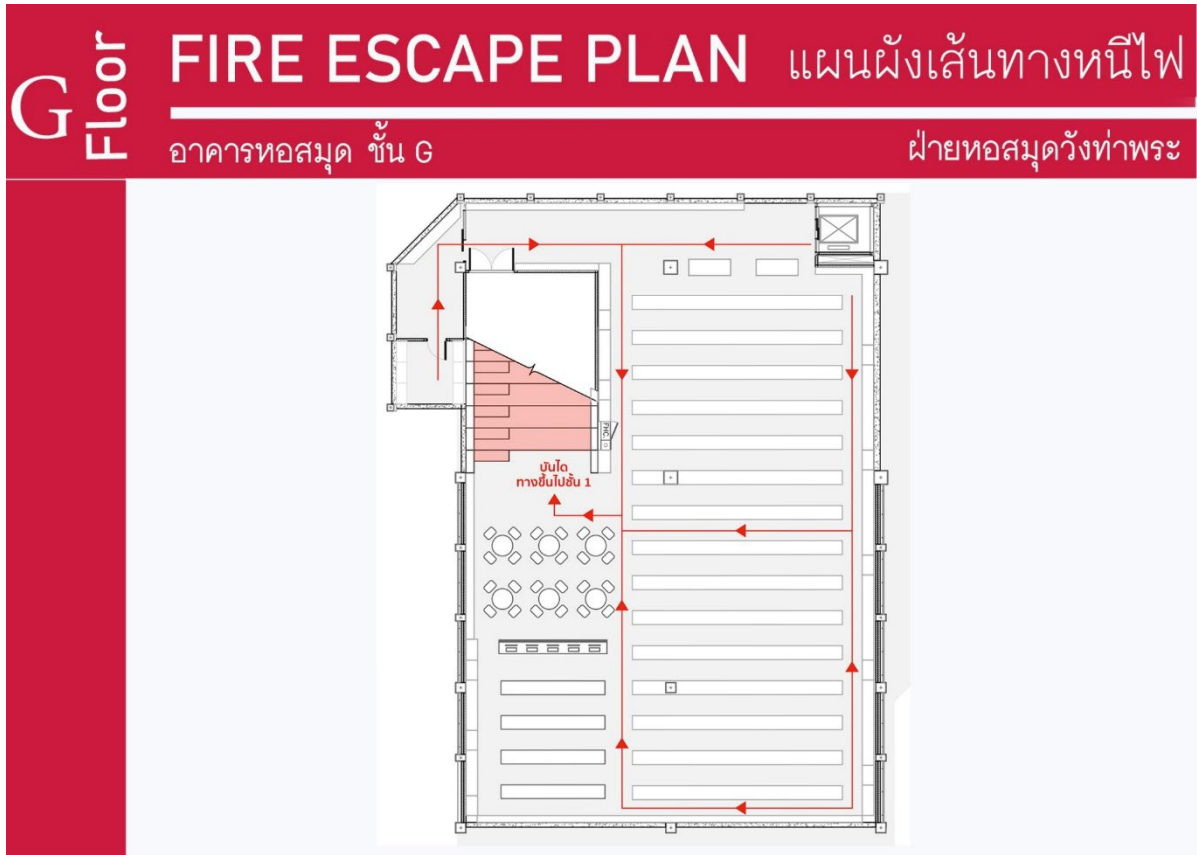 G Floor
FIRE ESCAPE PLAN แผนผังเส้นทางหนีไฟ
อาคารหอสมุด ชั้น G
ฝ่ายหอสมุดวังท่าพระ
FHC
บันได
ทางขึ้นไปชั้น 1